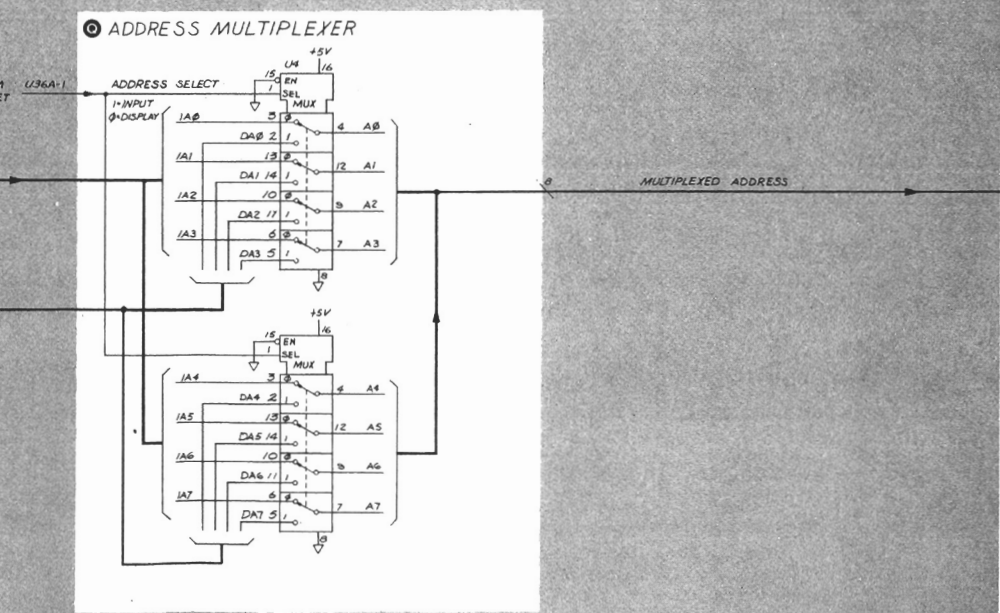 Q ADDRESS MULTIPLEXER
+5V
U4 16
15 EN
U36A-1 ADDRESS SELECT 1 SEL
MUX
1=INPUT
Ø=DISPLAY
IAØ 3 Ø 4 AØ
DAØ 2 1
IA1 13 Ø 12 A1
DA1 14 1
IA2 10 Ø 9 A2
DA2 11 1
IA3 6 Ø 7 A3
DA3 5 1
8
8 MULTIPLEXED ADDRESS
+5V
16
15 EN
1 SEL
MUX
IA4 3 Ø 4 A4
DA4 2 1
IA5 13 Ø 12 A5
DA5 14 1
IA6 10 Ø 9 A6
DA6 11 1
IA7 6 Ø 7 A7
DA7 5 1
8